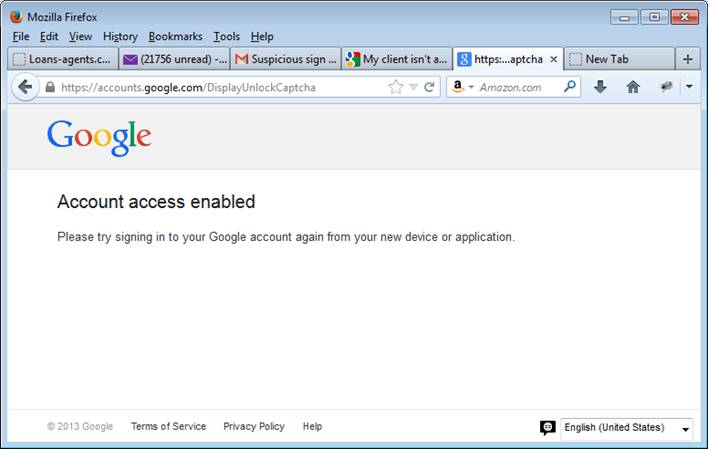 Mozilla Firefox
File Edit View History Bookmarks Tools Help
Loans-agents.c... (21756 unread) -... Suspicious sign ... My client isn't a... https:...aptcha New Tab
https://accounts.google.com/DisplayUnlockCaptcha Amazon.com
Google
Account access enabled
Please try signing in to your Google account again from your new device or application.
© 2013 Google Terms of Service Privacy Policy Help English (United States)